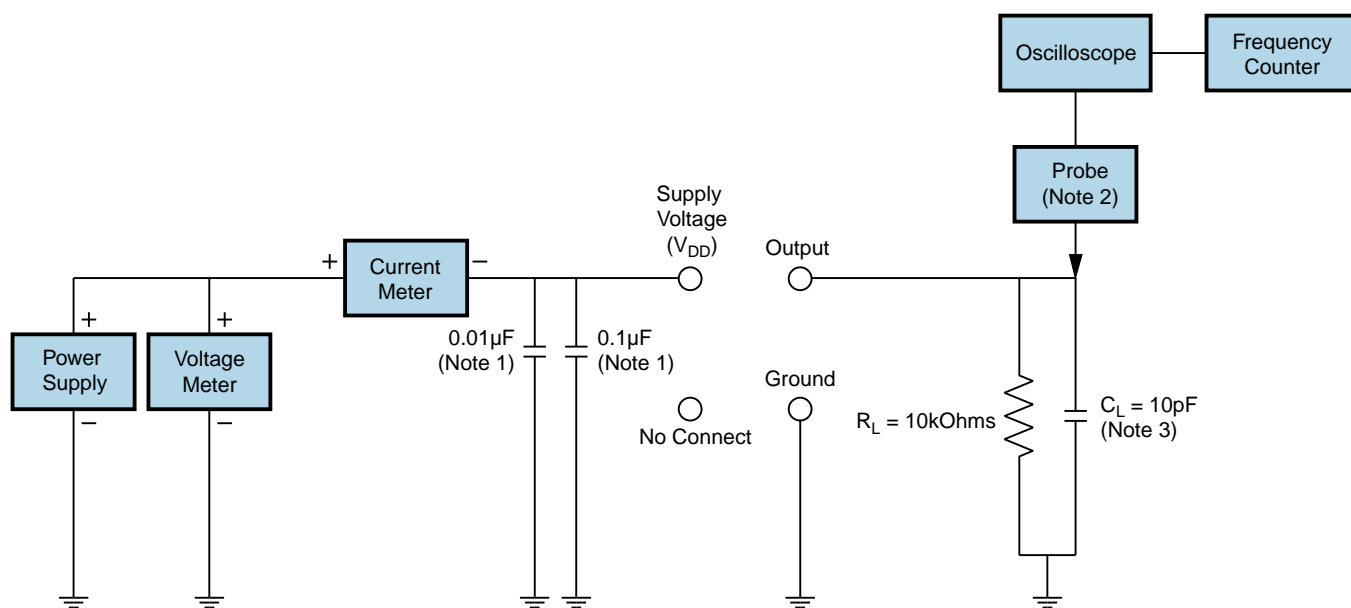 Oscilloscope
Frequency
Counter
Probe
(Note 2)
Supply
Voltage
(VDD)
Output
+
Current
Meter
−
+
Power
Supply
−
+
Voltage
Meter
−
0.01µF
(Note 1)
0.1µF
(Note 1)
Ground
No Connect
RL = 10kOhms
CL = 10pF
(Note 3)